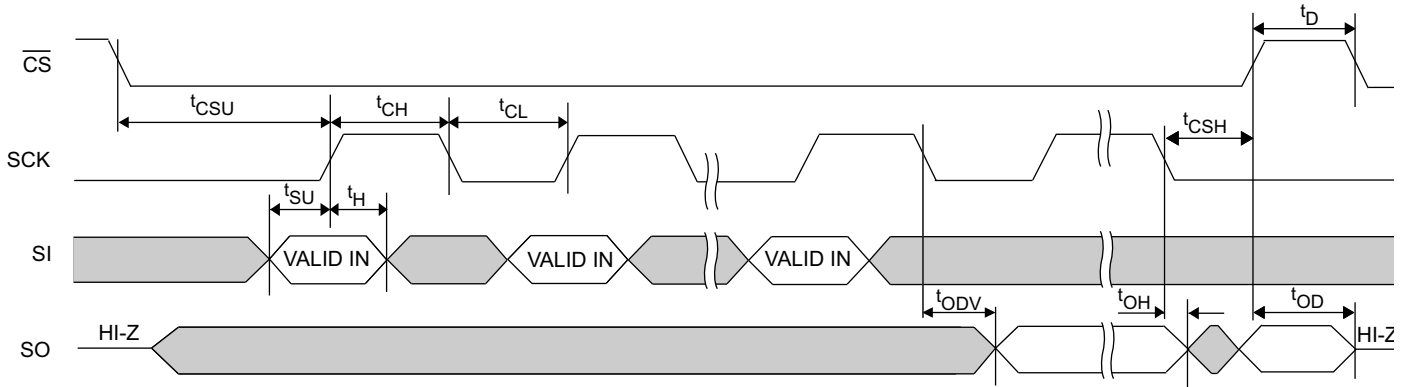 tD
CS
tCSU
tCH
tCL
tCSH
SCK
tSU
tH
SI
VALID IN
VALID IN
VALID IN
tODV
tOH
tOD
HI-Z
HI-Z
SO